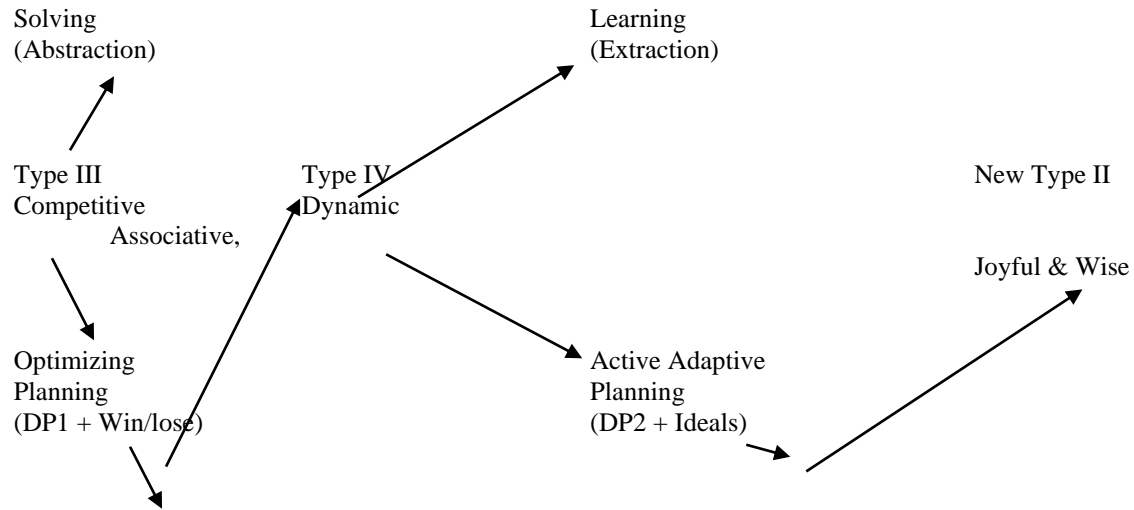 Solving
(Abstraction)
Learning
(Extraction)
Type III
Competitive
Associative,
Type IV
Dynamic
New Type II
Joyful & Wise
Optimizing
Planning
(DP1 + Win/lose)
Active Adaptive
Planning
(DP2 + Ideals)